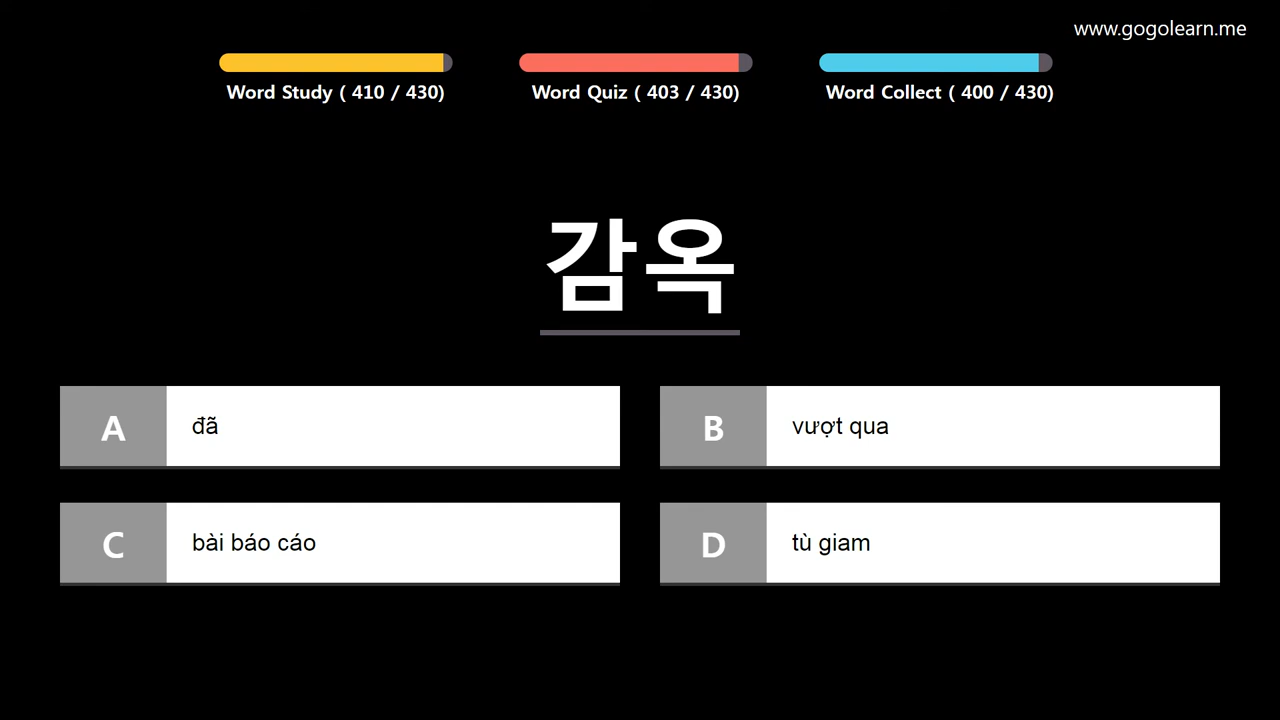 www.gogolearn.me
Word Study ( 410 / 430)
Word Quiz ( 403 / 430)
Word Collect ( 400 / 430)
감옥
A đã
B vượt qua
C bài báo cáo
D tù giam